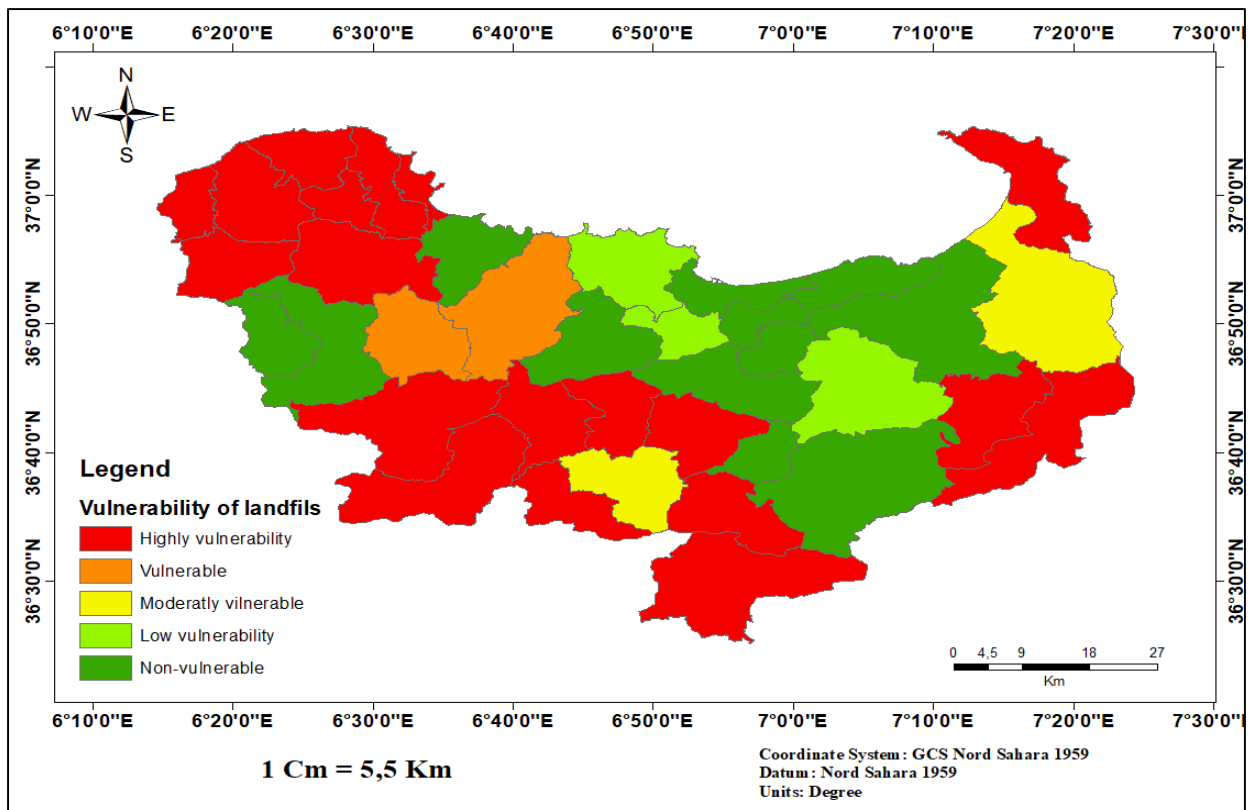 6°10'0"E 6°20'0"E 6°30'0"E 6°40'0"E 6°50'0"E 7°0'0"E 7°10'0"E 7°20'0"E 7°30'0"E
N
W E
S
37°0'0"N 37°0'0"N
36°50'0"N 36°50'0"N
36°40'0"N 36°40'0"N
36°30'0"N 36°30'0"N
Legend
Vulnerability of landfils
Highly vulnerability
Vulnerable
Moderatly vilnerable
Low vulnerability
Non-vulnerable
0 4,5 9 18 27
Km
6°10'0"E 6°20'0"E 6°30'0"E 6°40'0"E 6°50'0"E 7°0'0"E 7°10'0"E 7°20'0"E 7°30'0"E
1 Cm = 5,5 Km
Coordinate System : GCS Nord Sahara 1959
Datum : Nord Sahara 1959
Units: Degree